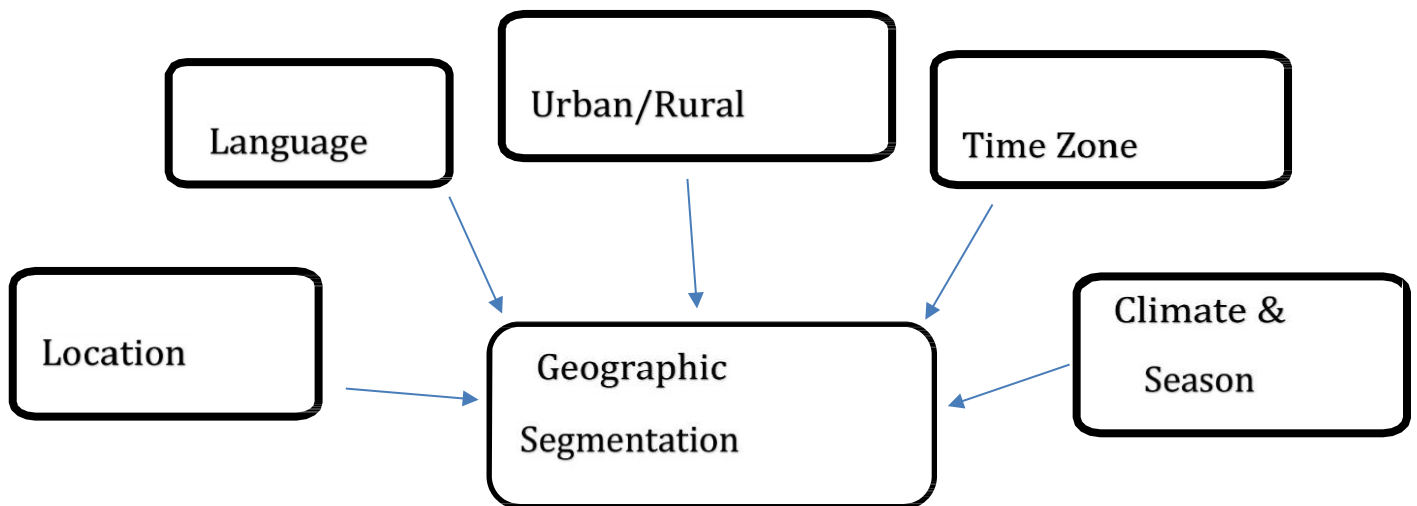 Urban/Rural
Language
Time Zone
Location
Climate &
Season
Geographic
Segmentation